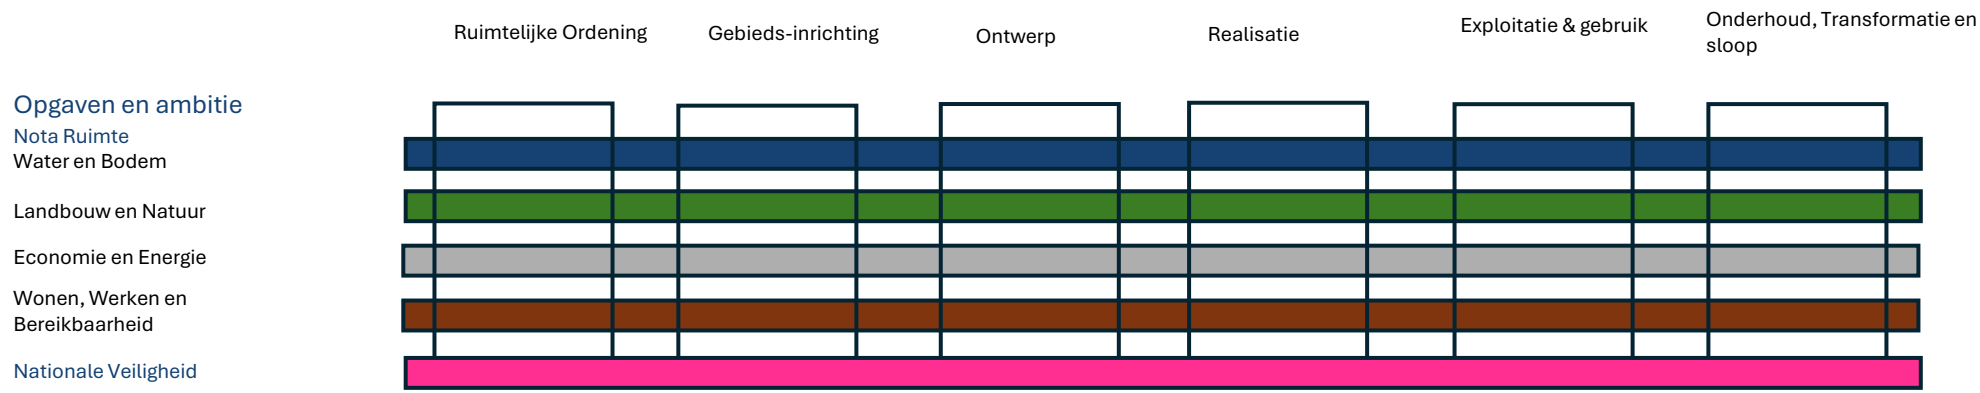 Ruimtelijke Ordening
Gebieds-inrichting
Ontwerp
Realisatie
Exploitatie & gebruik
Onderhoud, Transformatie en
sloop
Opgaven en ambitie
Nota Ruimte
Water en Bodem
Landbouw en Natuur
Economie en Energie
Wonen, Werken en
Bereikbaarheid
Nationale Veiligheid